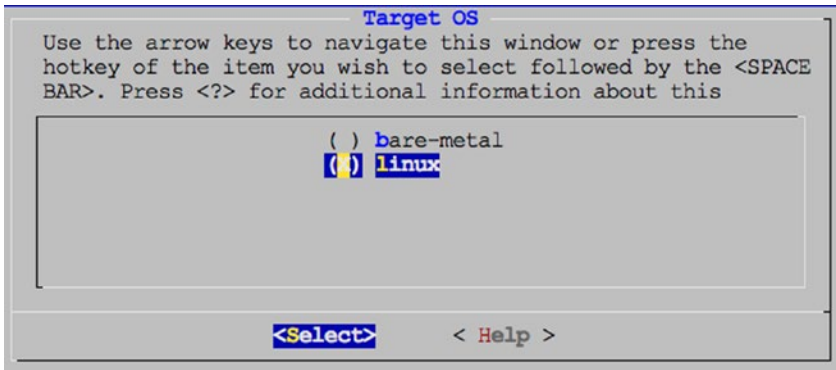 Target OS
Use the arrow keys to navigate this window or press the
hotkey of the item you wish to select followed by the <SPACE
BAR>. Press <?> for additional information about this
( ) bare-metal
(X) linux
<Select> < Help >